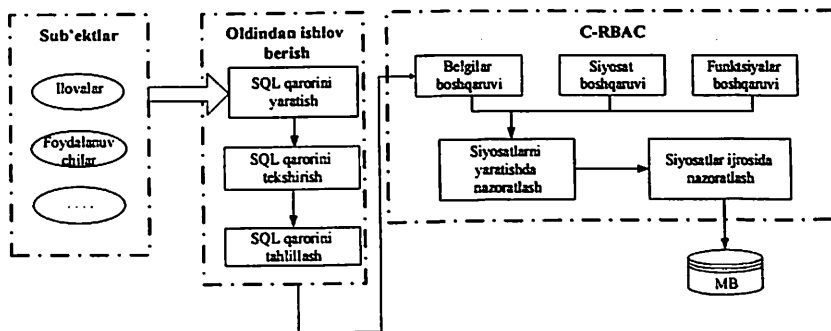 Sub'ektlar
Ilovalar
Foydalanuv
chilar
. . . .
Oldindan ishlov
berish
SQL qarorini
yaratish
SQL qarorini
tekshirish
SQL qarorini
tahlillash
C-RBAC
Belgilar
boshqaruvi
Siyosat
boshqaruvi
Funksiyalar
boshqaruvi
Siyosatlarni
yaratishda
nazoratlash
Siyosatlar ijrosida
nazoratlash
MB